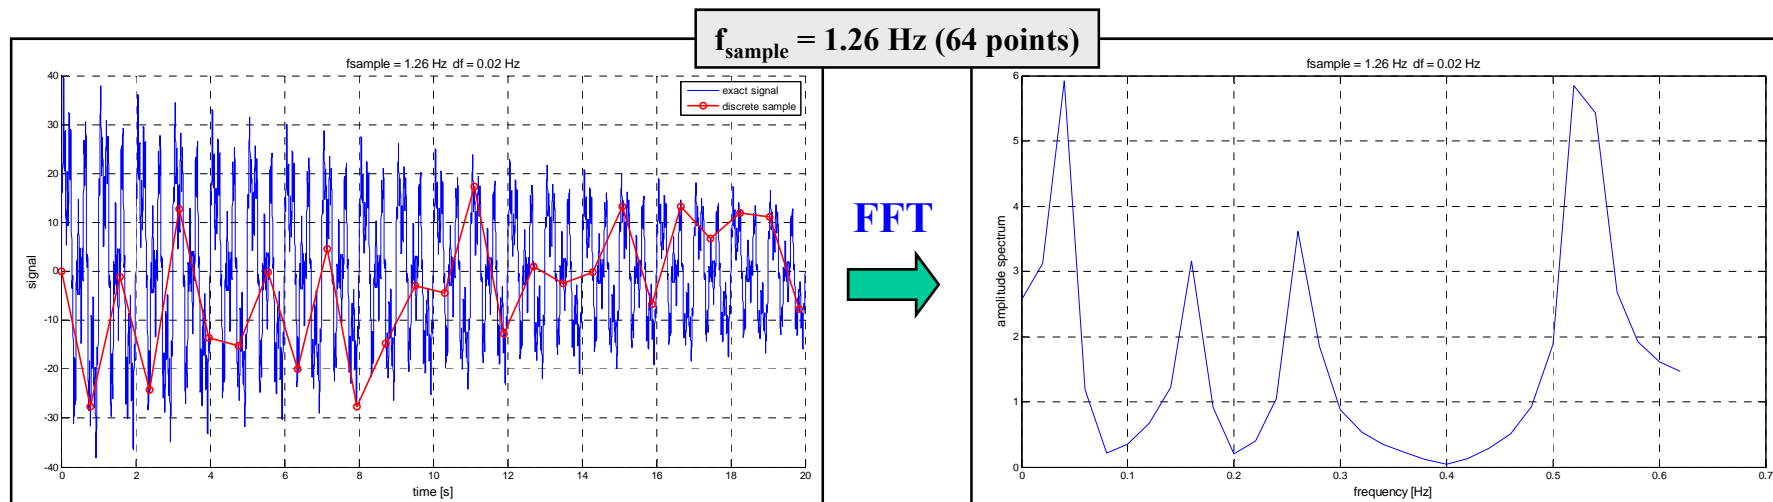 f_sample = 1.26 Hz (64 points)
fsample = 1.26 Hz  df = 0.02 Hz
exact signal
discrete sample
40
30
20
10
0
-10
-20
-30
-40
signal
0 2 4 6 8 10 12 14 16 18 20
time [s]
FFT
fsample = 1.26 Hz  df = 0.02 Hz
6
5
4
3
2
1
0
amplitude spectrum
0 0.1 0.2 0.3 0.4 0.5 0.6 0.7
frequency [Hz]